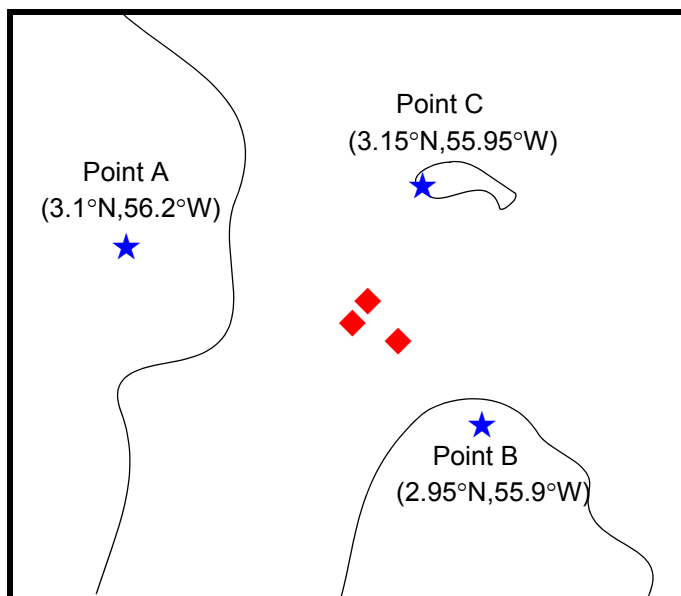 Point C
(3.15°N,55.95°W)
Point A
(3.1°N,56.2°W)
Point B
(2.95°N,55.9°W)